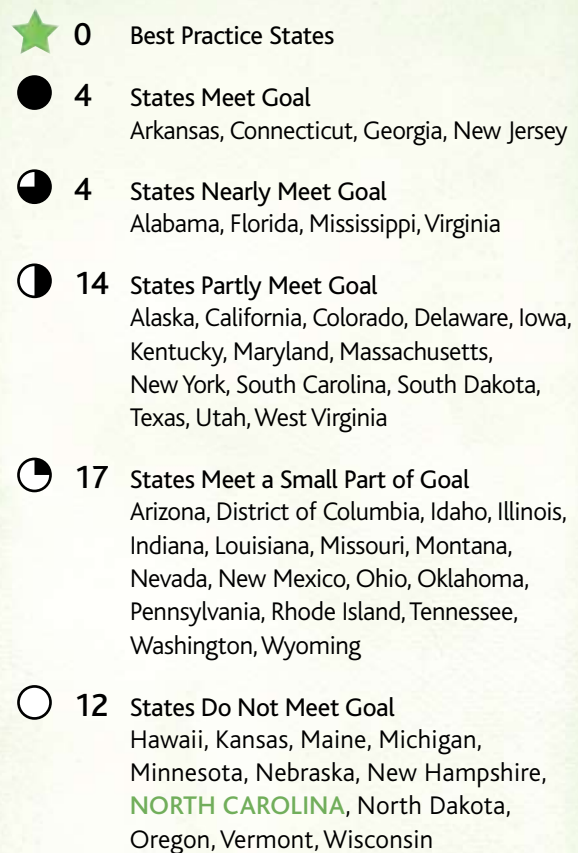 0 Best Practice States
4 States Meet Goal
Arkansas, Connecticut, Georgia, New Jersey
4 States Nearly Meet Goal
Alabama, Florida, Mississippi, Virginia
14 States Partly Meet Goal
Alaska, California, Colorado, Delaware, Iowa,
Kentucky, Maryland, Massachusetts,
New York, South Carolina, South Dakota,
Texas, Utah, West Virginia
17 States Meet a Small Part of Goal
Arizona, District of Columbia, Idaho, Illinois,
Indiana, Louisiana, Missouri, Montana,
Nevada, New Mexico, Ohio, Oklahoma,
Pennsylvania, Rhode Island, Tennessee,
Washington, Wyoming
12 States Do Not Meet Goal
Hawaii, Kansas, Maine, Michigan,
Minnesota, Nebraska, New Hampshire,
NORTH CAROLINA, North Dakota,
Oregon, Vermont, Wisconsin